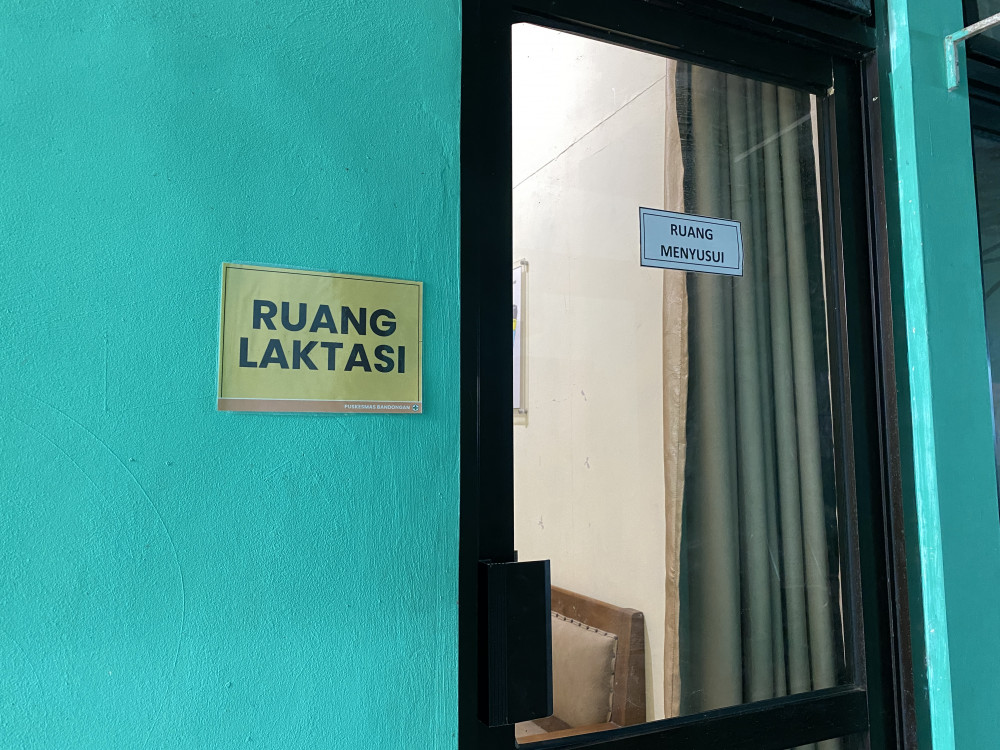 RUANG
LAKTASI
PUSKESMAS BANDONGAN
RUANG
MENYUSUI